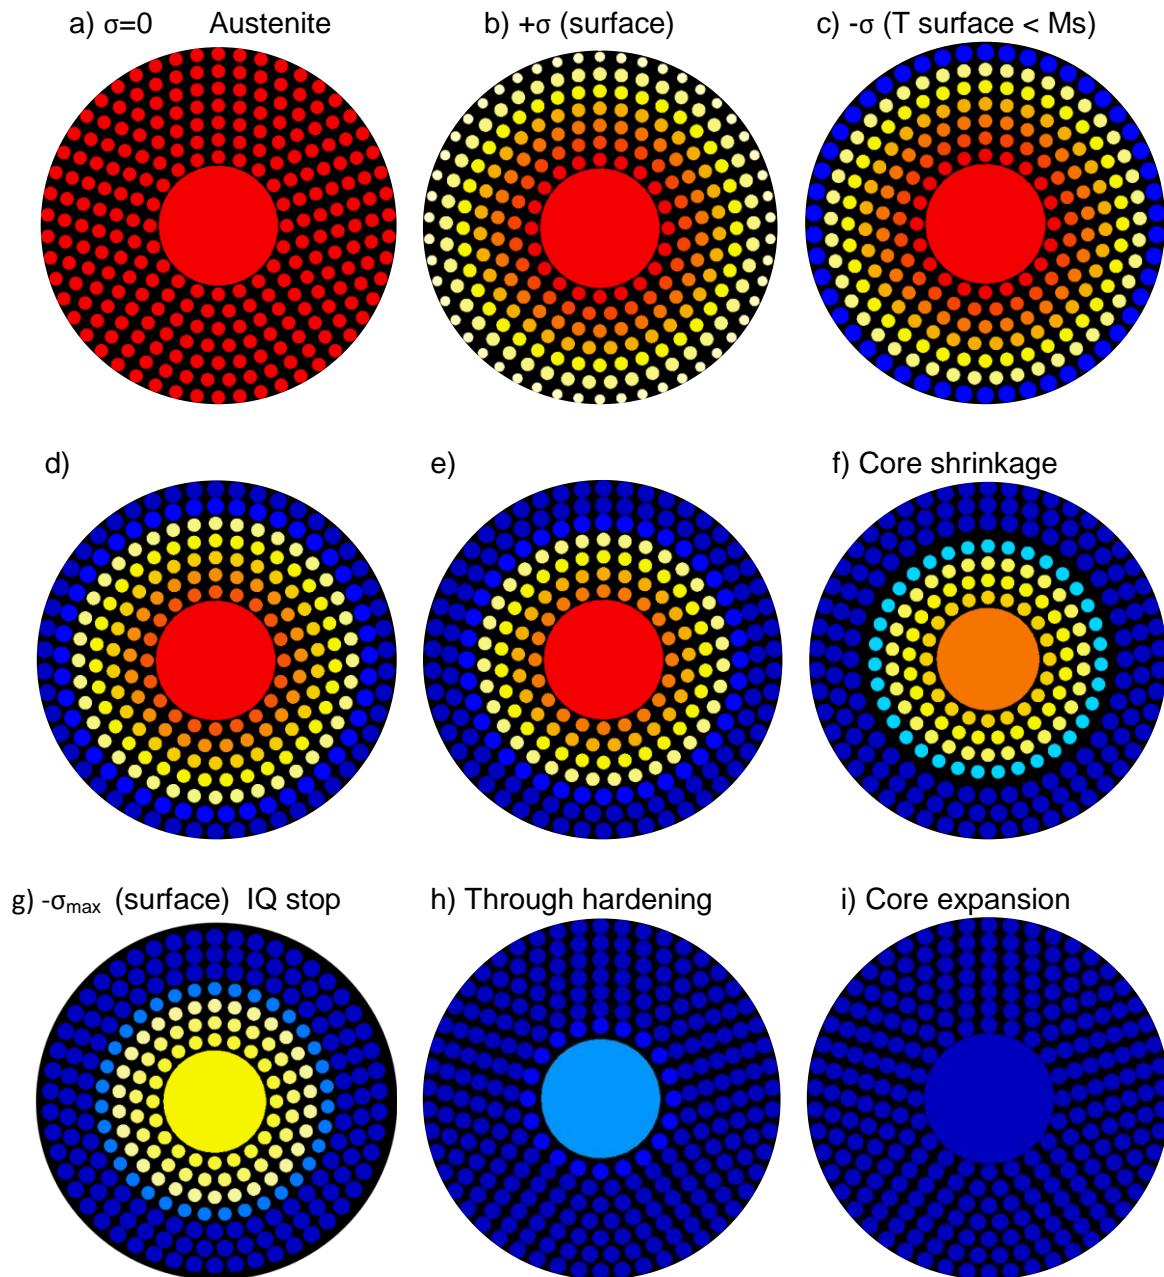 a) σ=0 Austenite
b) +σ (surface)
c) -σ (T surface < Ms)
d)
e)
f) Core shrinkage
g) -σmax (surface) IQ stop
h) Through hardening
i) Core expansion